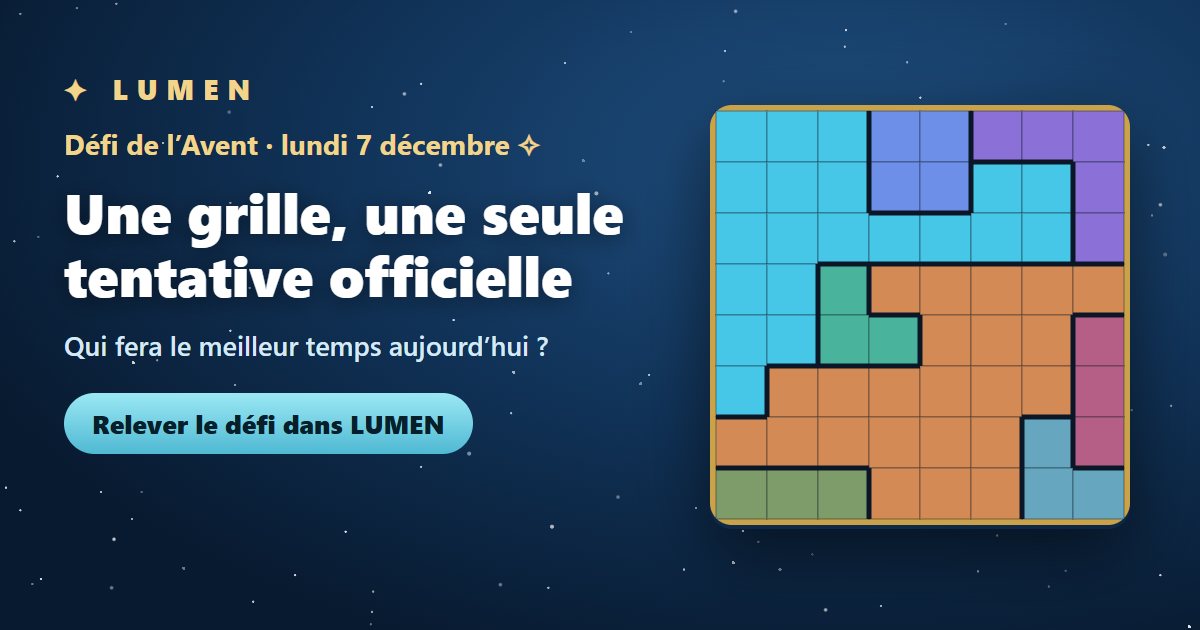 ✦ LUMEN
Défi de l’Avent · lundi 7 décembre ✧
Une grille, une seule
tentative officielle
Qui fera le meilleur temps aujourd’hui ?
Relever le défi dans LUMEN